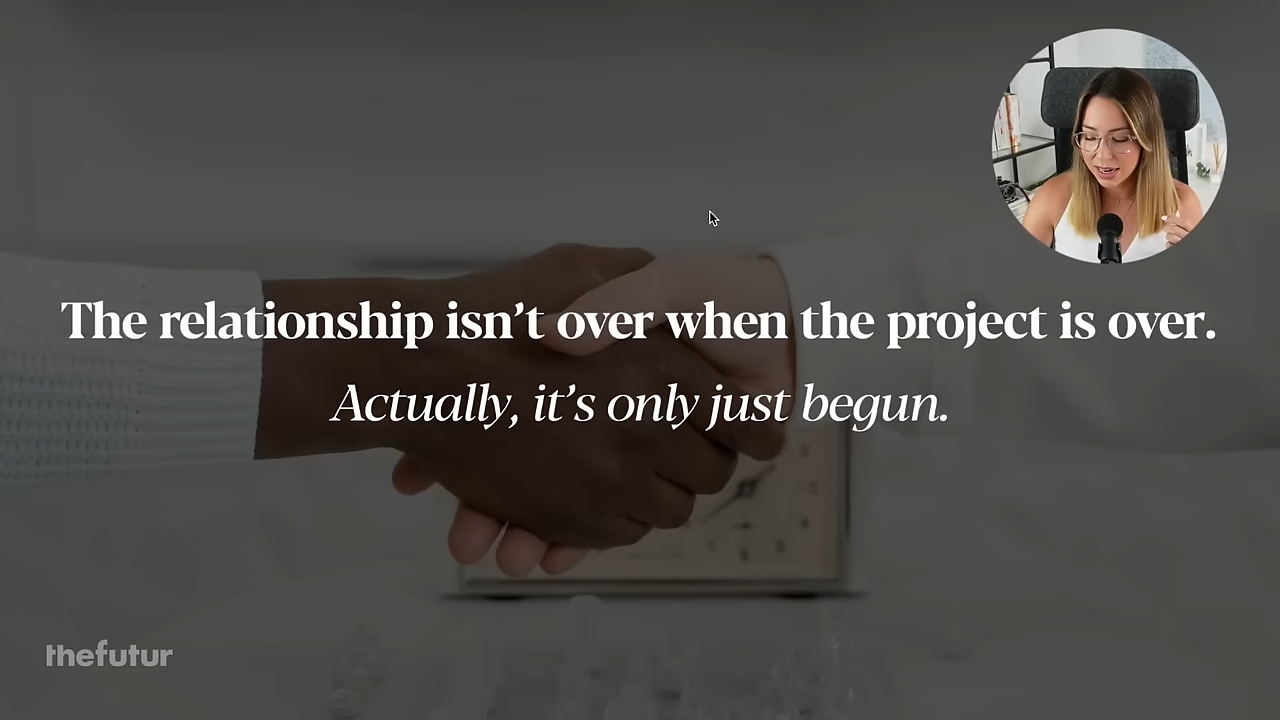 The relationship isn’t over when the project is over.
Actually, it’s only just begun.
thefutur